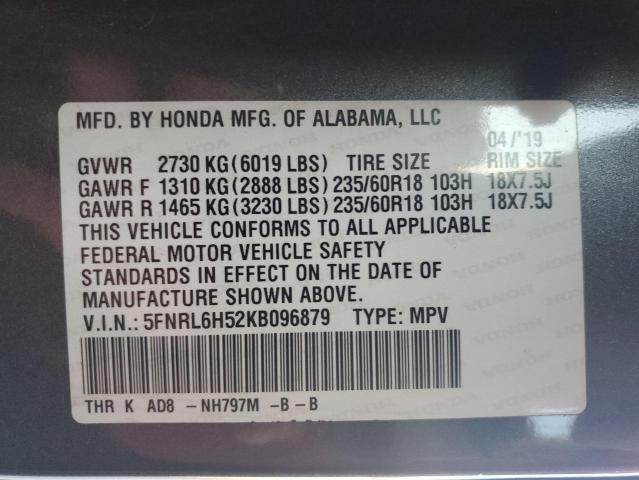 MFD. BY HONDA MFG. OF ALABAMA, LLC
04/'19
GVWR 2730 KG(6019 LBS) TIRE SIZE RIM SIZE
GAWR F 1310 KG(2888 LBS) 235/60R18 103H 18X7.5J
GAWR R 1465 KG(3230 LBS) 235/60R18 103H 18X7.5J
THIS VEHICLE CONFORMS TO ALL APPLICABLE
FEDERAL MOTOR VEHICLE SAFETY
STANDARDS IN EFFECT ON THE DATE OF
MANUFACTURE SHOWN ABOVE.
V.I.N.: 5FNRL6H52KB096879 TYPE: MPV
THR K AD8 - NH797M -B-B